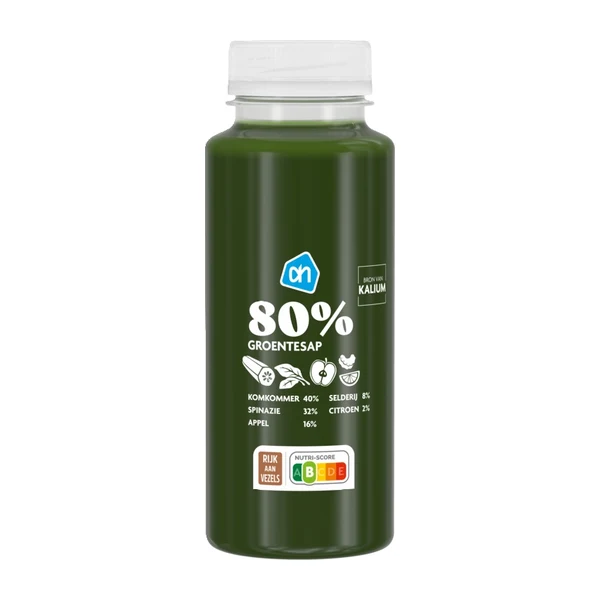 ah
BRON VAN
KALIUM
80%
GROENTESAP
KOMKOMMER 40%
SPINAZIE 32%
APPEL 16%
SELDERIJ 8%
CITROEN 2%
RIJK
AAN
VEZELS
NUTRI-SCORE
A B C D E